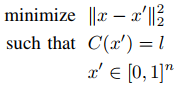 minimize ‖x − x′‖₂²
such that C(x′) = l
x′ ∈ [0, 1]ⁿ